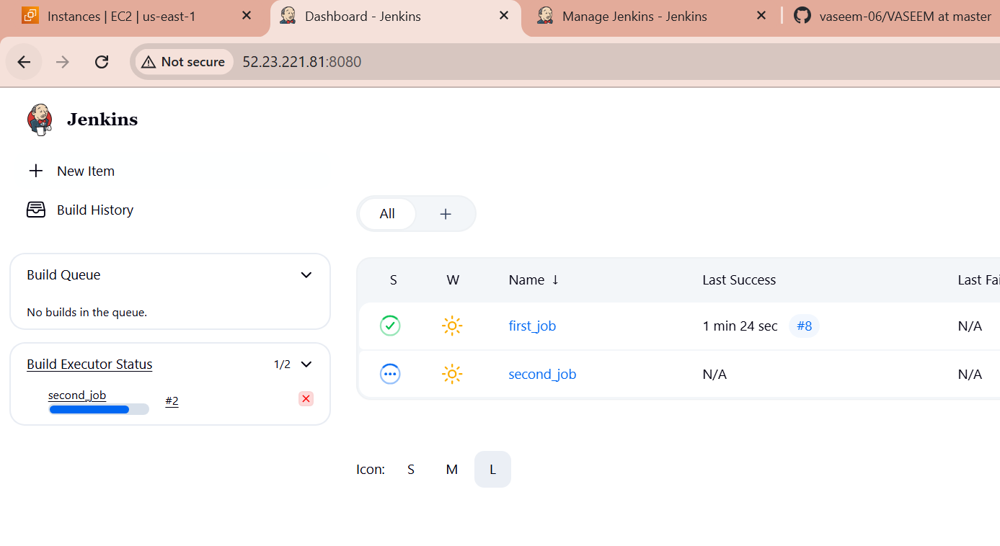 Instances | EC2 | us-east-1
Dashboard - Jenkins
Manage Jenkins - Jenkins
vaseem-06/VASEEM at master
Not secure
52.23.221.81:8080
Jenkins
New Item
Build History
All
Build Queue
No builds in the queue.
Build Executor Status 1/2
second_job
#2
S W Name ↓ Last Success Last Fai
first_job 1 min 24 sec #8 N/A
second_job N/A N/A
Icon: S M L